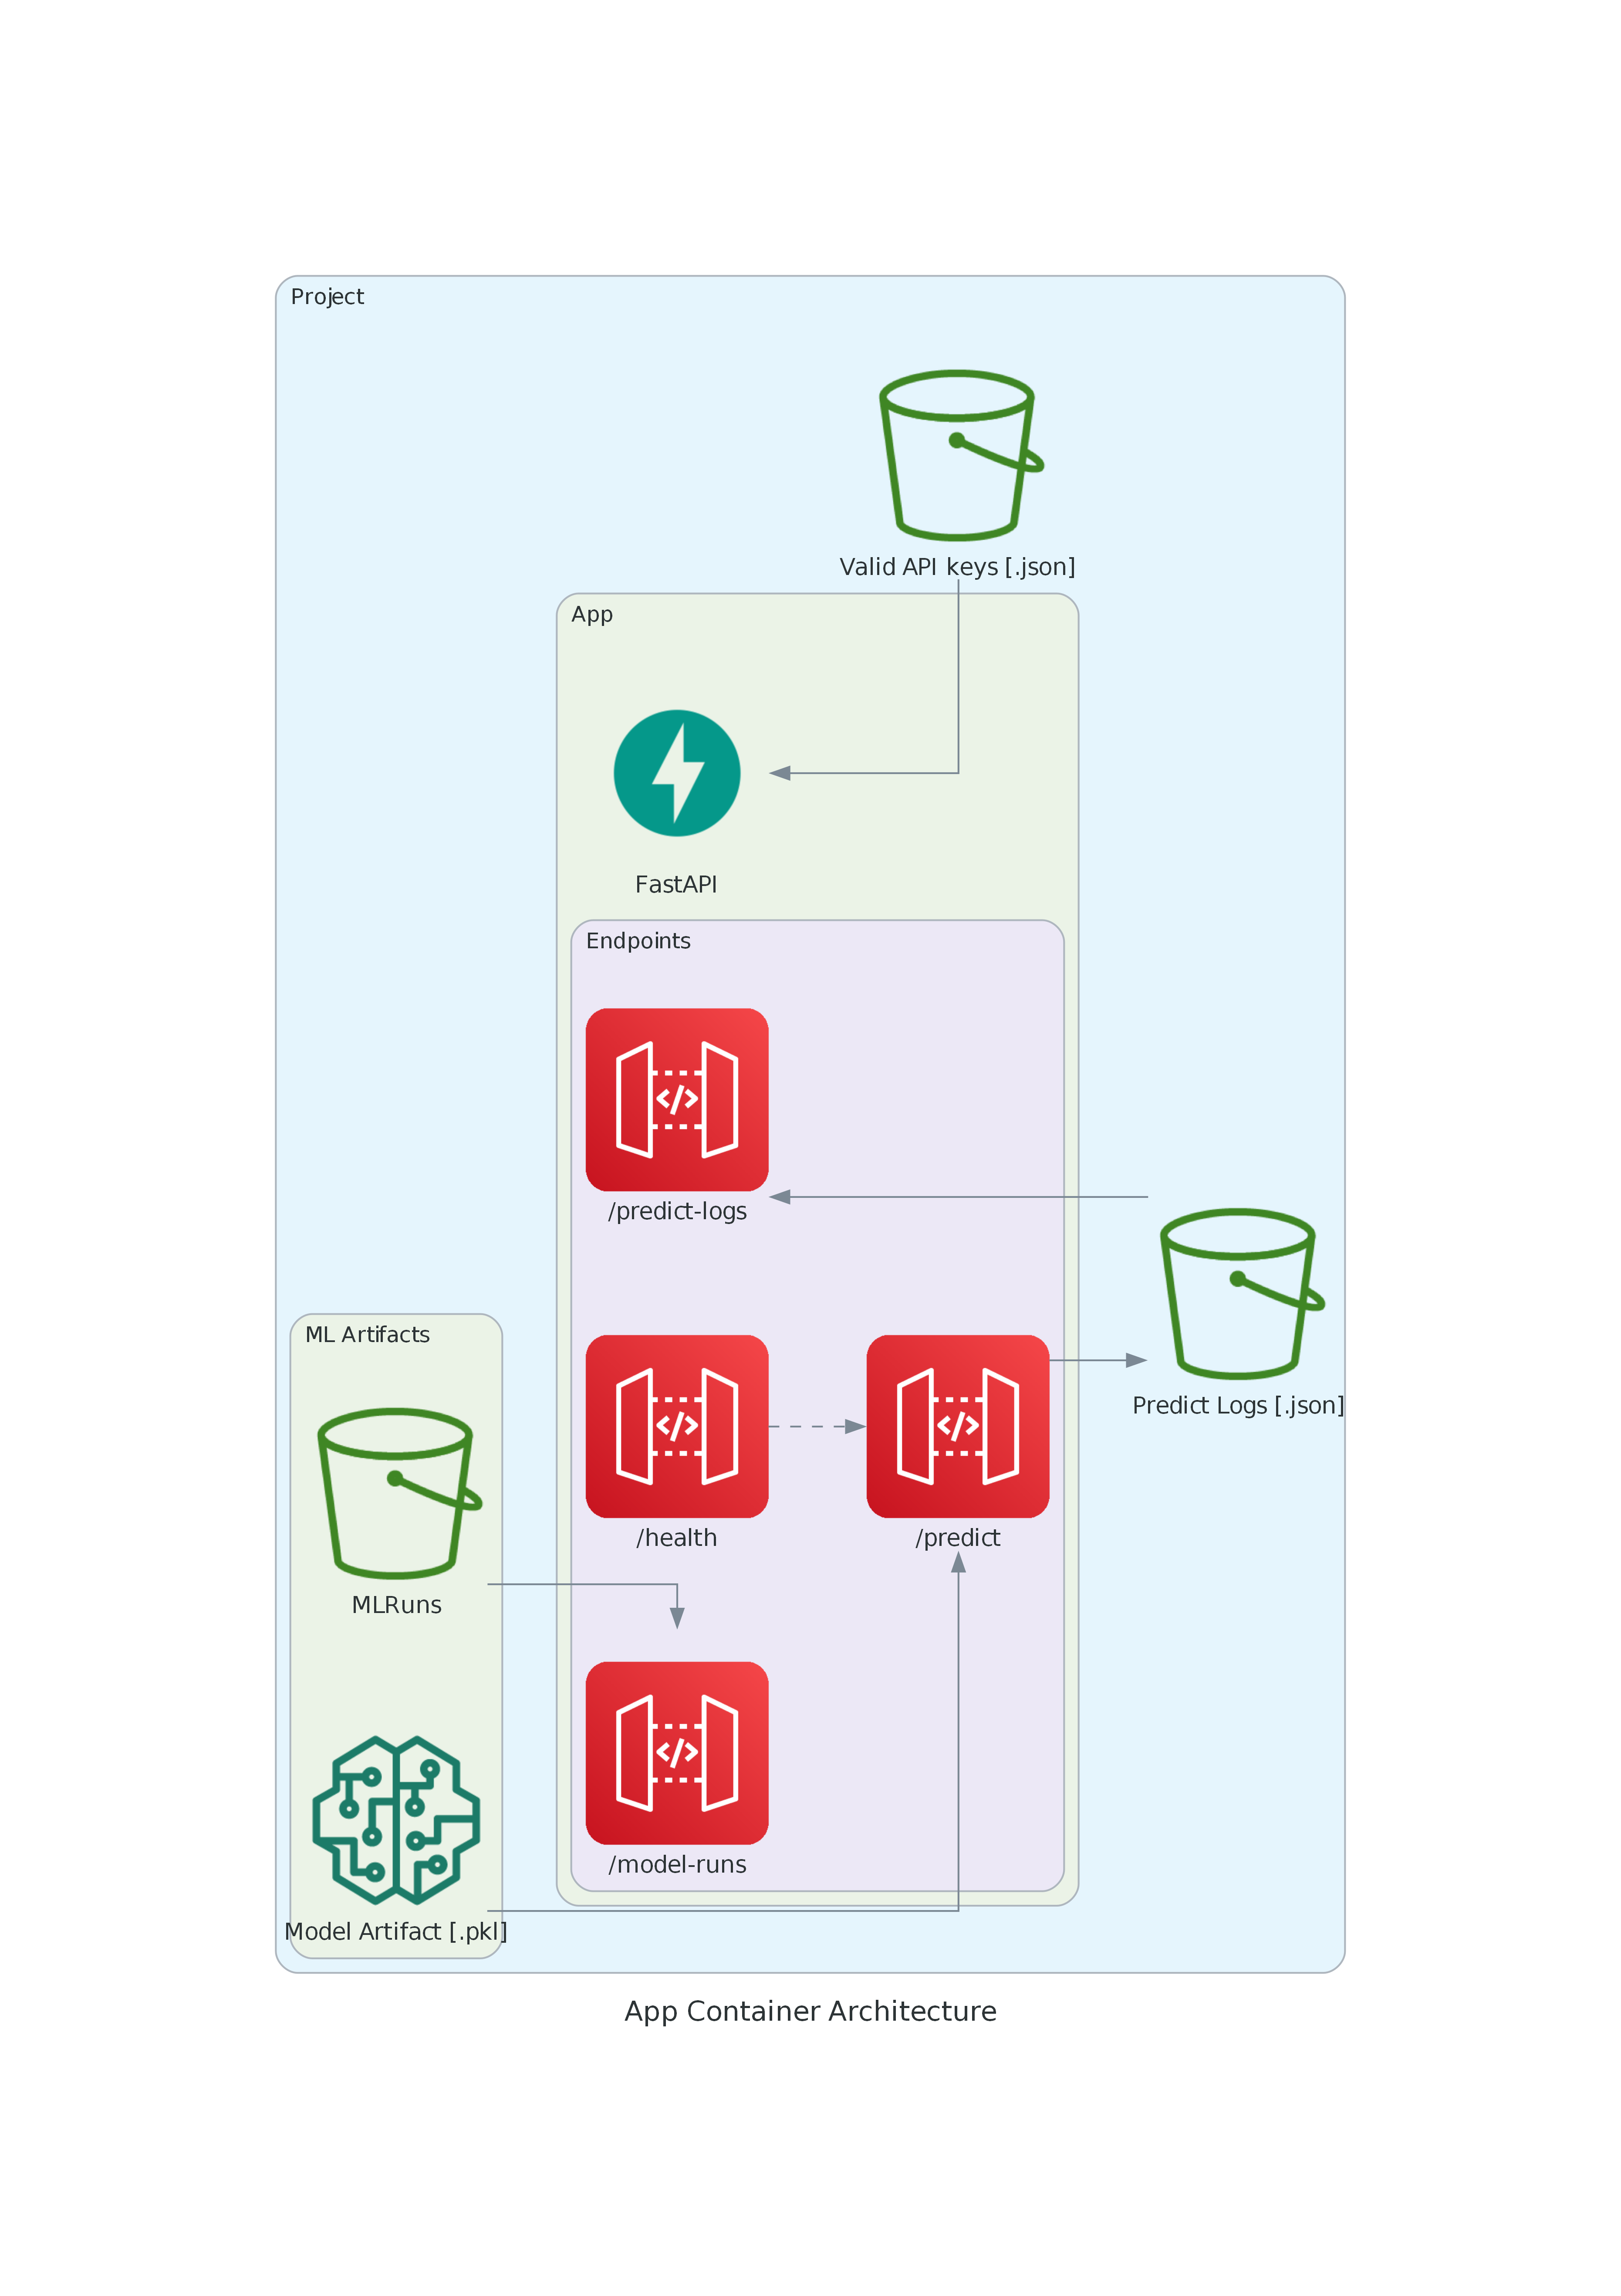 Project
Valid API keys [.json]
App
FastAPI
Endpoints
/predict-logs
ML Artifacts
Predict Logs [.json]
/health
/predict
MLRuns
/model-runs
Model Artifact [.pkl]
App Container Architecture